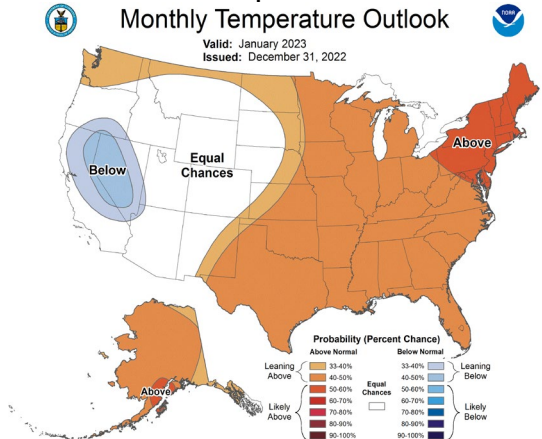 Monthly Temperature Outlook
NOAA
Valid: January 2023
Issued: December 31, 2022
Above
Below
Equal
Chances
Above
Probability (Percent Chance)
Above Normal
Below Normal
Leaning
Above
33-40%
40-50%
50-60%
60-70%
70-80%
80-90%
90-100%
Likely
Above
Equal
Chances
33-40%
40-50%
50-60%
60-70%
70-80%
80-90%
90-100%
Leaning
Below
Likely
Below